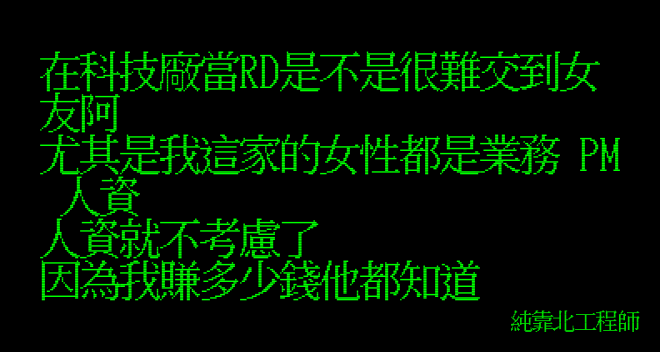 在科技廠當RD是不是很難交到女
友阿
尤其是我這家的女性都是業務 PM
人資
人資就不考慮了
因為我賺多少錢他都知道
純靠北工程師